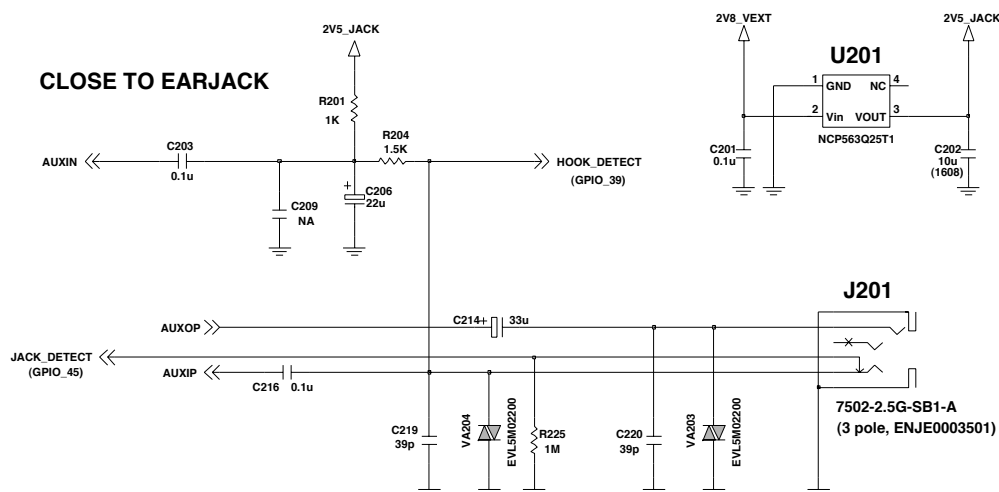 2V5_JACK
2V8_VEXT
2V5_JACK
CLOSE TO EARJACK
U201
1 GND NC 4
2 Vin VOUT 3
NCP563Q25T1
R201
1K
R204
1.5K
C203
0.1u
AUXIN
HOOK_DETECT
(GPIO_39)
C201
0.1u
C202
10u
(1608)
C209
NA
+
C206
22u
J201
AUXOP
C214+
33u
JACK_DETECT
(GPIO_45)
AUXIP
C216
0.1u
C219
39p
VA204
EVL5M02200
R225
1M
C220
39p
VA203
EVL5M02200
7502-2.5G-SB1-A
(3 pole, ENJE0003501)